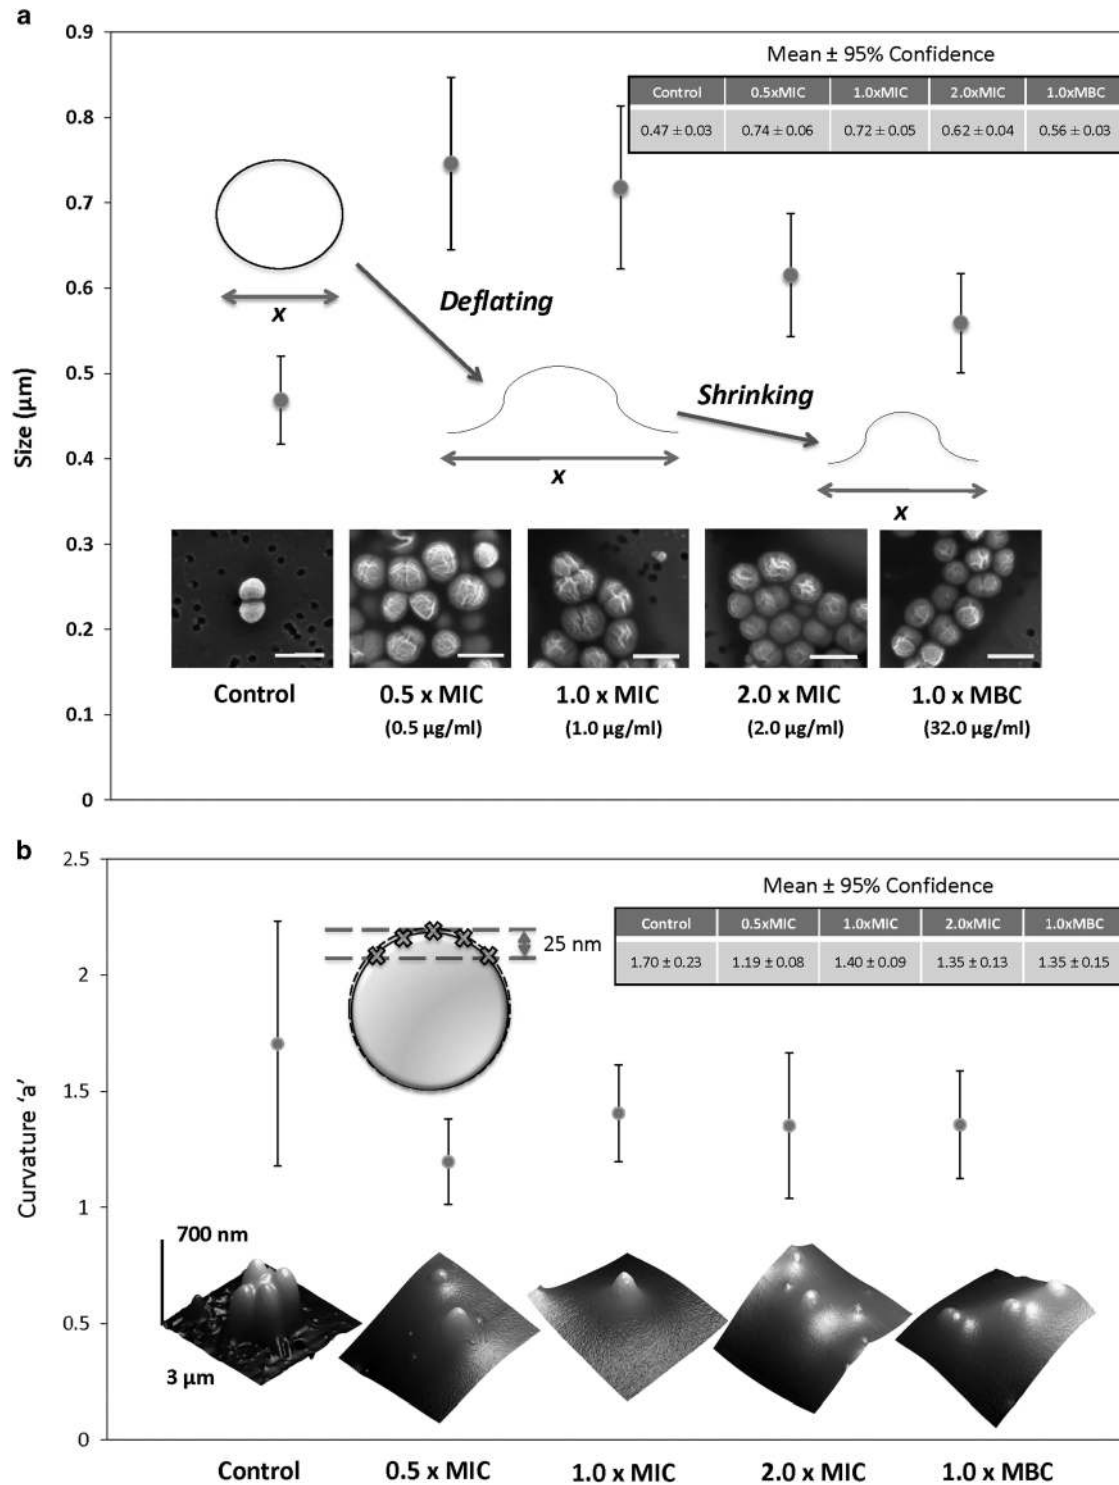 a
0.9
0.8
0.7
0.6
0.5
0.4
0.3
0.2
0.1
0
Size (μm)
Mean ± 95% Confidence
Control 0.5xMIC 1.0xMIC 2.0xMIC 1.0xMBC
0.47 ± 0.03 0.74 ± 0.06 0.72 ± 0.05 0.62 ± 0.04 0.56 ± 0.03
x
Deflating
x
Shrinking
x
Control 0.5 x MIC 1.0 x MIC 2.0 x MIC 1.0 x MBC
(0.5 μg/ml) (1.0 μg/ml) (2.0 μg/ml) (32.0 μg/ml)
b
2.5
2
1.5
1
0.5
0
Curvature ‘a’
Mean ± 95% Confidence
Control 0.5xMIC 1.0xMIC 2.0xMIC 1.0xMBC
1.70 ± 0.23 1.19 ± 0.08 1.40 ± 0.09 1.35 ± 0.13 1.35 ± 0.15
25 nm
700 nm
3 μm
Control 0.5 x MIC 1.0 x MIC 2.0 x MIC 1.0 x MBC